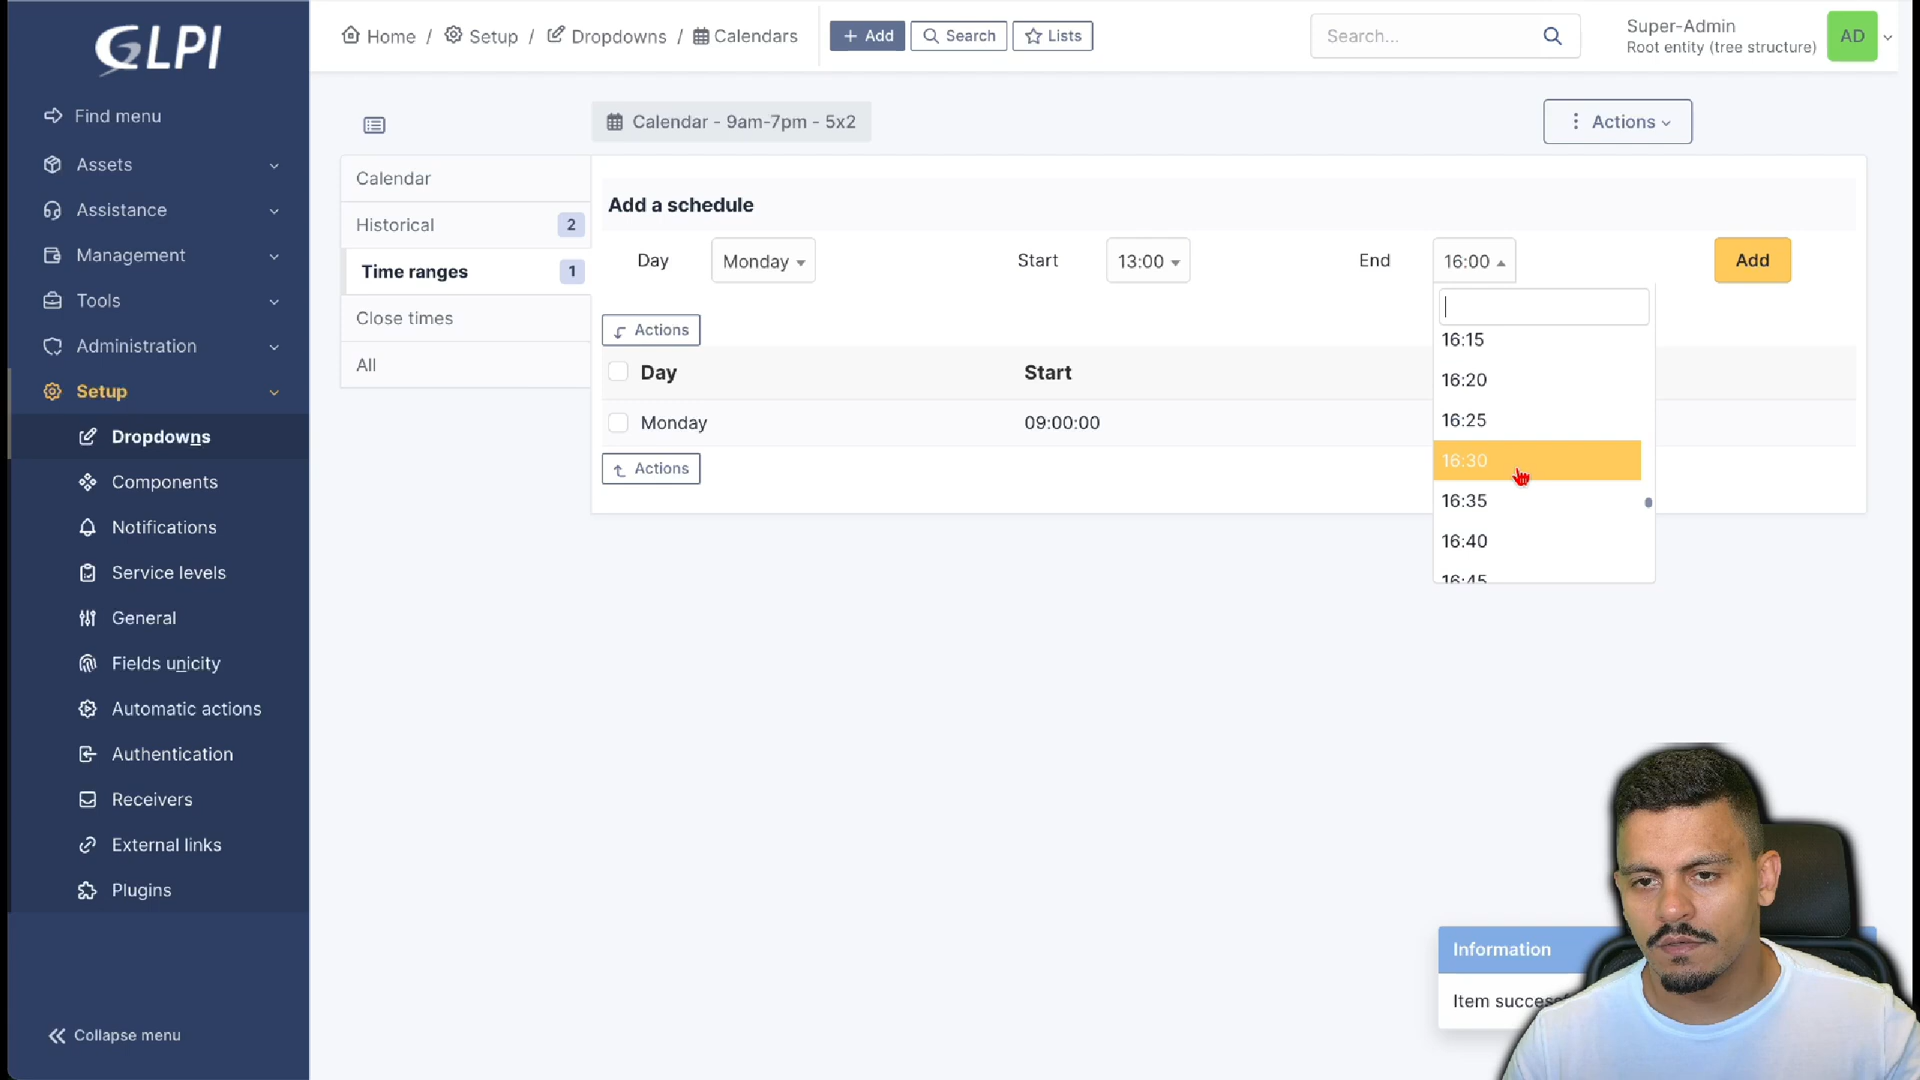 GLPI
Find menu
Assets
Assistance
Management
Tools
Administration
Setup
Dropdowns
Components
Notifications
Service levels
General
Fields unicity
Automatic actions
Authentication
Receivers
External links
Plugins
Collapse menu
Home / Setup / Dropdowns / Calendars
+ Add
Search
Lists
Search...
Super-Admin
Root entity (tree structure)
AD
Calendar - 9am-7pm - 5x2
Actions
Calendar
Historical 2
Time ranges 1
Close times
All
Add a schedule
Day Monday Start 13:00 End 16:00 Add
Actions
Day Start
Monday 09:00:00
Actions
16:15
16:20
16:25
16:30
16:35
16:40
16:45
Information
Item